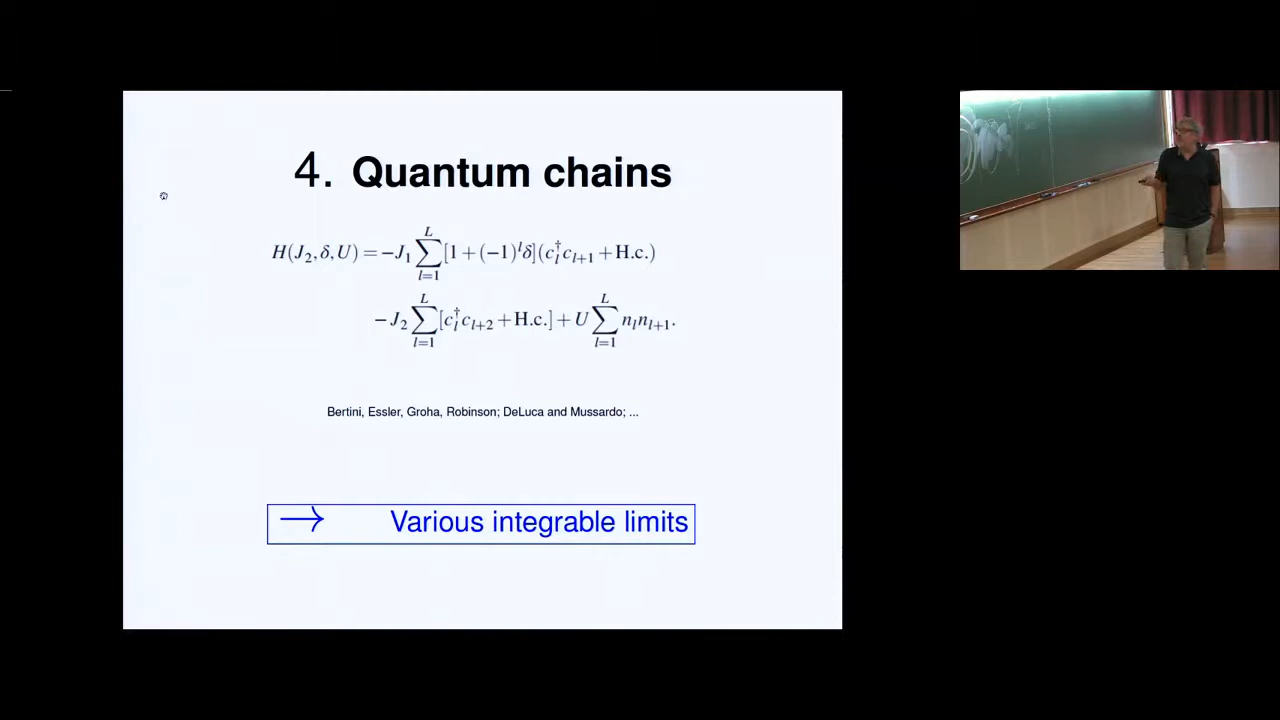 4. Quantum chains
H(J₂, δ, U) = −J₁ ∑_{l=1}^{L} [1 + (−1)^l δ](c_l^† c_{l+1} + H.c.)
− J₂ ∑_{l=1}^{L} [c_l^† c_{l+2} + H.c.] + U ∑_{l=1}^{L} n_l n_{l+1}.
Bertini, Essler, Groha, Robinson; DeLuca and Mussardo; ...
→ Various integrable limits